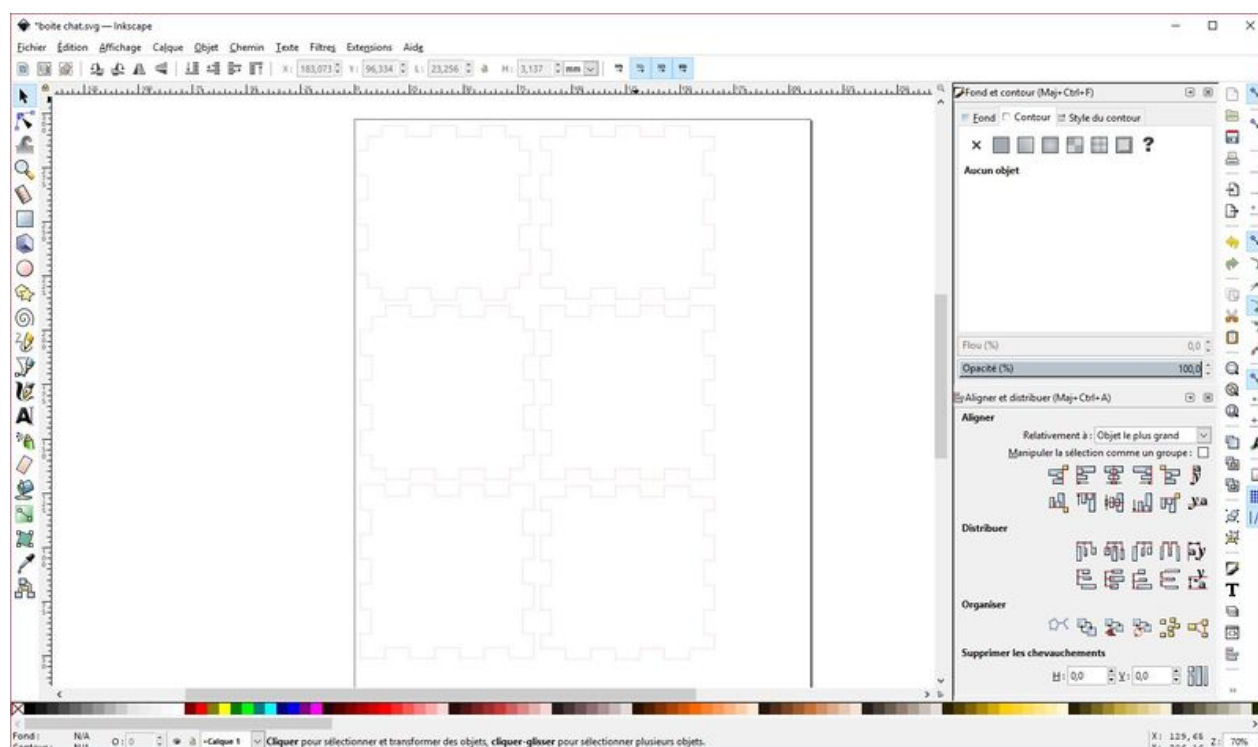 *boite chat.svg — Inkscape
Fichier Édition Affichage Calque Objet Chemin Texte Filtres Extensions Aide
X: 183,073 Y: 96,334 L: 23,256 H: 3,137 mm
Fond et contour (Maj+Ctrl+F)
Fond Contour Style du contour
?
Aucun objet
Flou (%) 0,0
Opacité (%) 100,0
Aligner et distribuer (Maj+Ctrl+A)
Aligner
Relativement à : Objet le plus grand
Manipuler la sélection comme un groupe :
Distribuer
Organiser
Supprimer les chevauchements
H: 0,0 V: 0,0
Fond : N/A
O: 0 -Calque 1 Cliquer pour sélectionner et transformer des objets, cliquer-glisser pour sélectionner plusieurs objets.
X: 129,65
Z: 70%